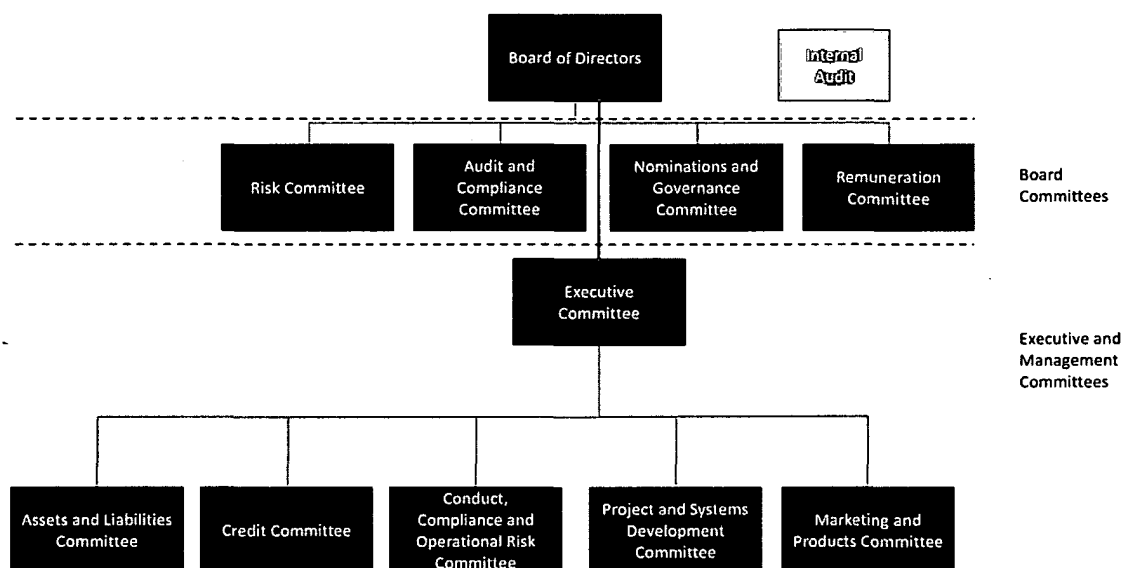 Board of Directors
Internal
Audit
Risk Committee
Audit and
Compliance
Committee
Nominations and
Governance
Committee
Remuneration
Committee
Board
Committees
Executive
Committee
Executive and
Management
Committees
Assets and Liabilities
Committee
Credit Committee
Conduct,
Compliance and
Operational Risk
Committee
Project and Systems
Development
Committee
Marketing and
Products Committee